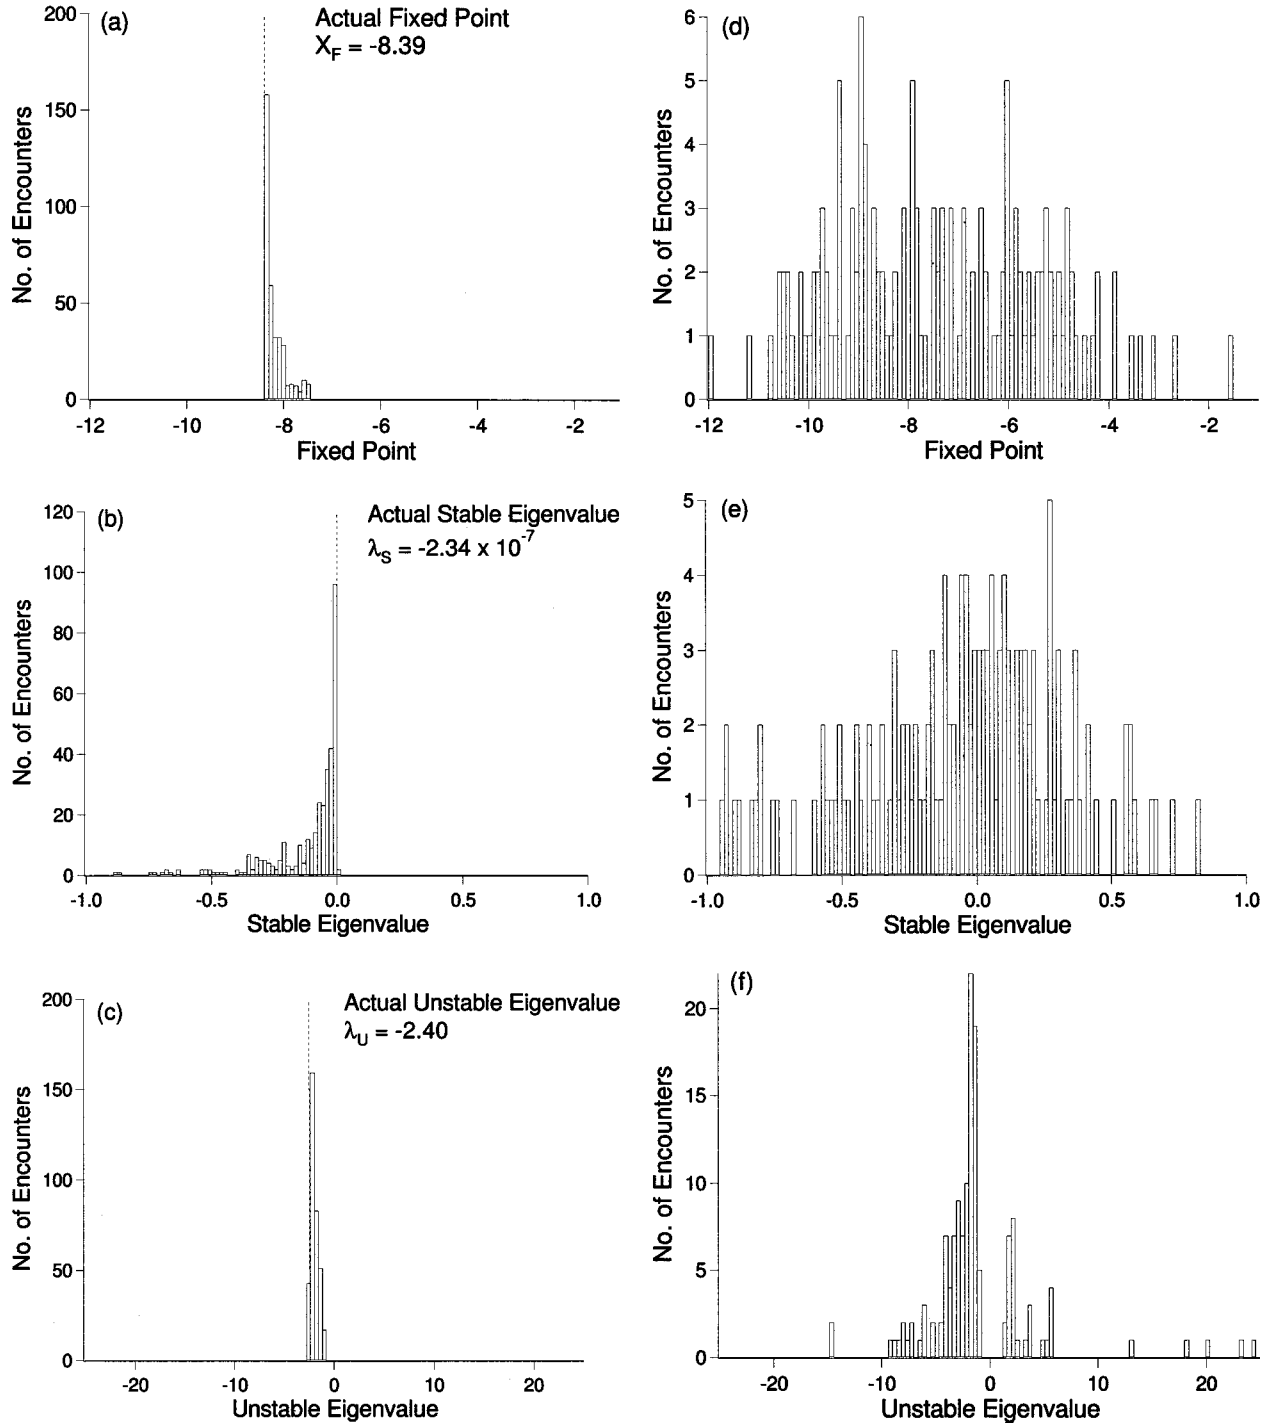 (a)
Actual Fixed Point
X_F = -8.39
No. of Encounters
200
150
100
50
0
-12 -10 -8 -6 -4 -2
Fixed Point
(d)
No. of Encounters
6
5
4
3
2
1
0
-12 -10 -8 -6 -4 -2
Fixed Point
(b)
Actual Stable Eigenvalue
λ_S = -2.34 x 10^-7
No. of Encounters
120
100
80
60
40
20
0
-1.0 -0.5 0.0 0.5 1.0
Stable Eigenvalue
(e)
No. of Encounters
5
4
3
2
1
0
-1.0 -0.5 0.0 0.5 1.0
Stable Eigenvalue
(c)
Actual Unstable Eigenvalue
λ_U = -2.40
No. of Encounters
200
150
100
50
0
-20 -10 0 10 20
Unstable Eigenvalue
(f)
No. of Encounters
20
15
10
5
0
-20 -10 0 10 20
Unstable Eigenvalue